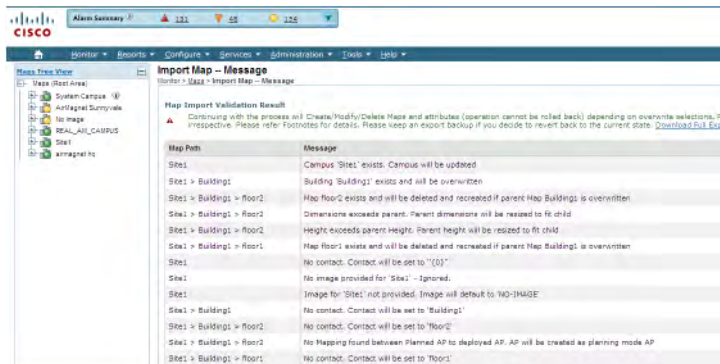 Alarm Summary 131 45 124
CISCO
Monitor Reports Configure Services Administration Tools Help
Maps Tree View
Maps (Root Area)
System Campus
AirMagnet Sunnyvale
No image
REAL_AM_CAMPUS
Site1
airmagnet hq
Import Map -- Message
Monitor > Maps > Import Map -- Message
Map Import Validation Result
Continuing with the process will Create/Modify/Delete Maps and attributes (operation cannot be rolled back) depending on overwrite selections.
irrespective. Please refer Footnotes for details. Please keep an export backup if you decide to revert back to the current state. Download Full
Map Path Message
Site1 Campus 'Site1' exists. Campus will be updated
Site1 > Building1 Building 'Building1' exists and will be overwritten
Site1 > Building1 > floor2 Map floor2 exists and will be deleted and recreated if parent Map Building1 is overwritten
Site1 > Building1 > floor2 Dimensions exceeds parent. Parent dimensions will be resized to fit child
Site1 > Building1 > floor2 Height exceeds parent Height. Parent height will be resized to fit child
Site1 > Building1 > floor1 Map floor1 exists and will be deleted and recreated if parent Map Building1 is overwritten
Site1 No contact. Contact will be set to "{0}"
Site1 No image provided for 'Site1' - Ignored.
Site1 Image for 'Site1' not provided. Image will default to 'NO-IMAGE'
Site1 > Building1 No contact. Contact will be set to 'Building1'
Site1 > Building1 > floor2 No contact. Contact will be set to 'floor2'
Site1 > Building1 > floor2 No Mapping found between Planned AP to deployed AP. AP will be created as planning mode AP
Site1 > Building1 > floor1 No contact. Contact will be set to 'floor1'